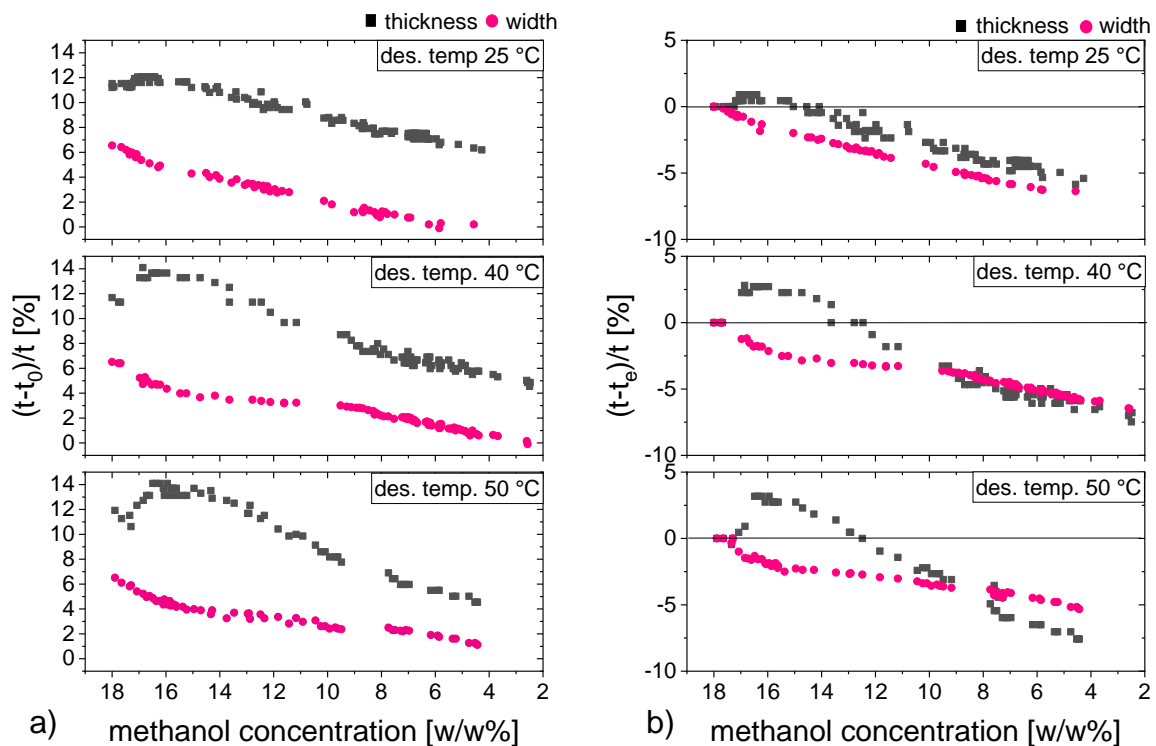 thickness width
des. temp 25 °C
14
12
10
8
6
4
2
0
des. temp. 40 °C
14
12
10
8
6
4
2
0
des. temp. 50 °C
14
12
10
8
6
4
2
0
(t-t₀)/t [%]
18 16 14 12 10 8 6 4 2
methanol concentration [w/w%]
a)
thickness width
des. temp 25 °C
5
0
-5
-10
des. temp. 40 °C
5
0
-5
-10
des. temp. 50 °C
5
0
-5
-10
(t-tₑ)/t [%]
18 16 14 12 10 8 6 4 2
methanol concentration [w/w%]
b)